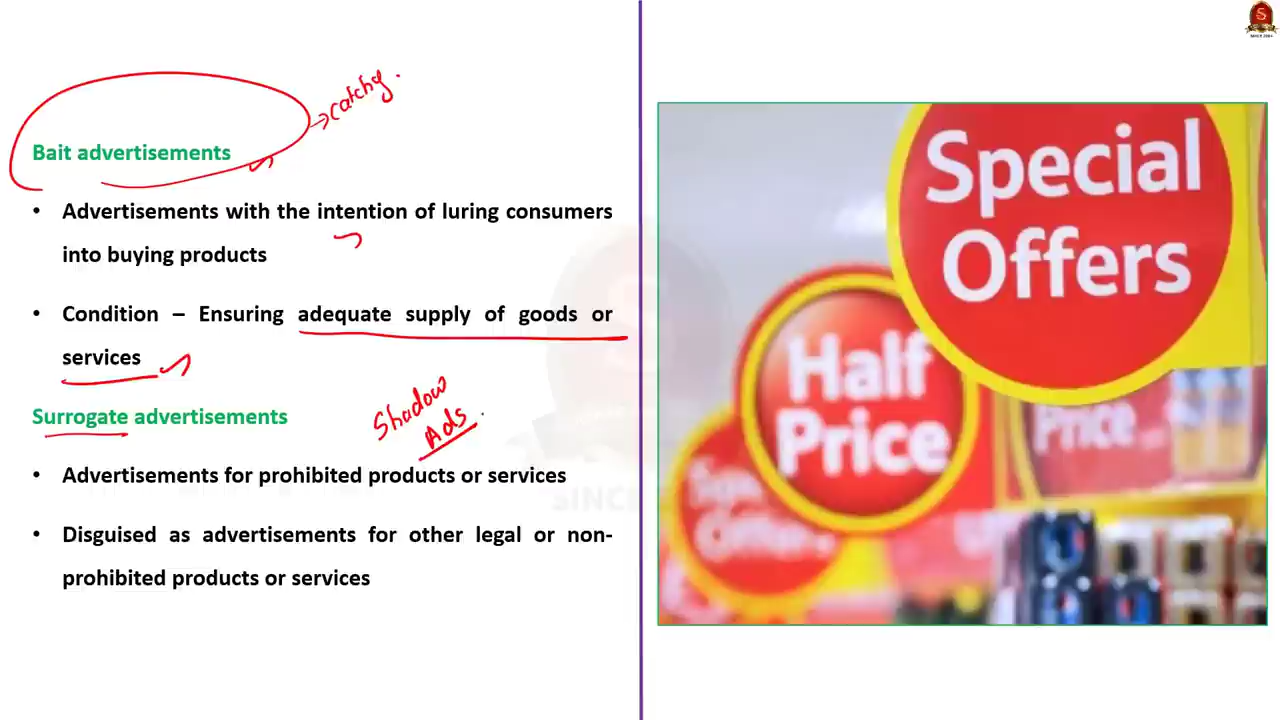 catchy.
Bait advertisements
• Advertisements with the intention of luring consumers
into buying products
• Condition – Ensuring adequate supply of goods or
services
Shadow
Ads
Surrogate advertisements
• Advertisements for prohibited products or services
• Disguised as advertisements for other legal or non-
prohibited products or services
S
SINCE
Special
Offers
Half
Price
Price
Offers